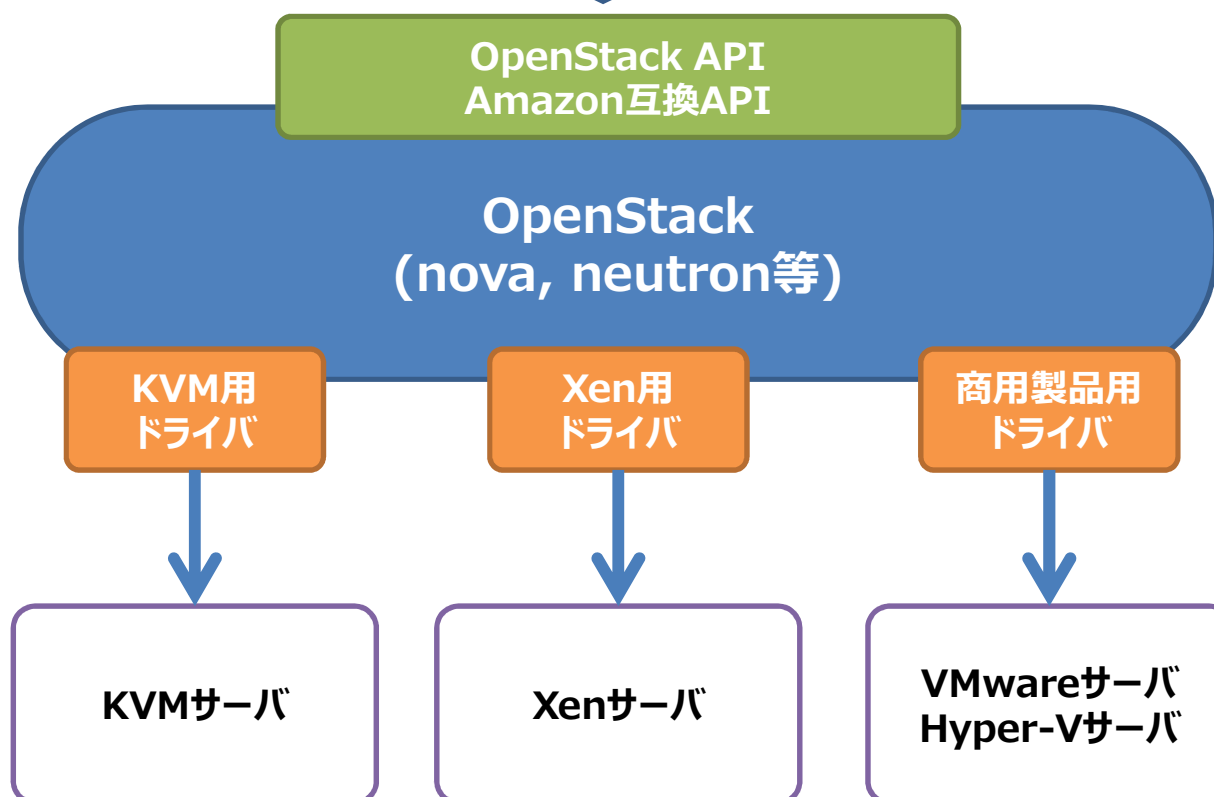 OpenStack API
Amazon互換API
OpenStack
(nova, neutron等)
KVM用
ドライバ
Xen用
ドライバ
商用製品用
ドライバ
KVMサーバ
Xenサーバ
VMwareサーバ
Hyper-Vサーバ